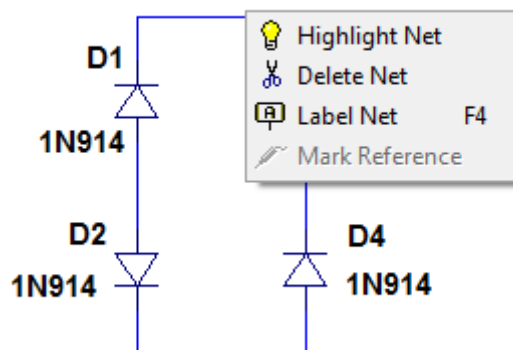 Highlight Net
Delete Net
Label Net F4
Mark Reference
D1
1N914
D2
1N914
D4
1N914